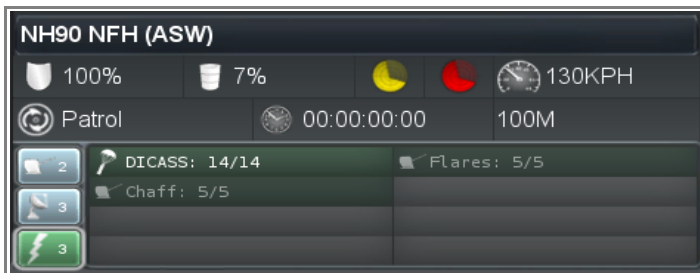 NH90 NFH (ASW)
100% 7% 130KPH
Patrol 00:00:00:00 100M
2 DICASS: 14/14 Flares: 5/5
Chaff: 5/5
3
3